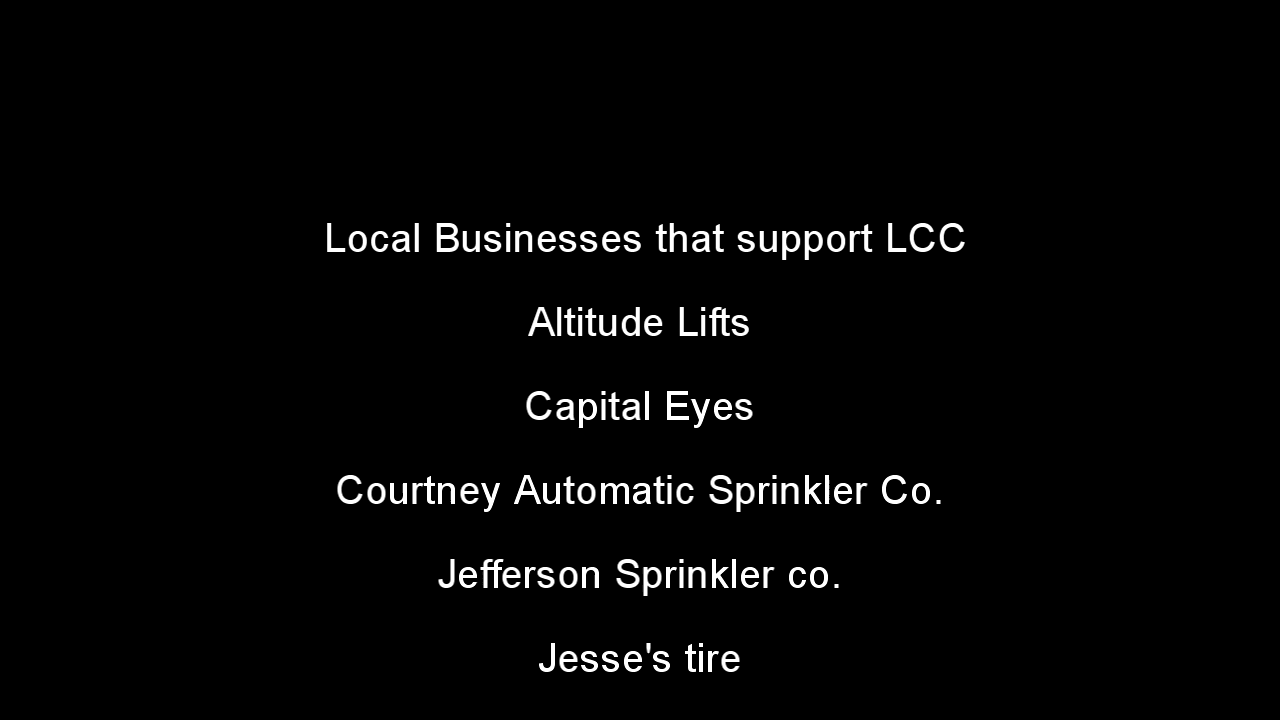 Local Businesses that support LCC
Altitude Lifts
Capital Eyes
Courtney Automatic Sprinkler Co.
Jefferson Sprinkler co.
Jesse's tire